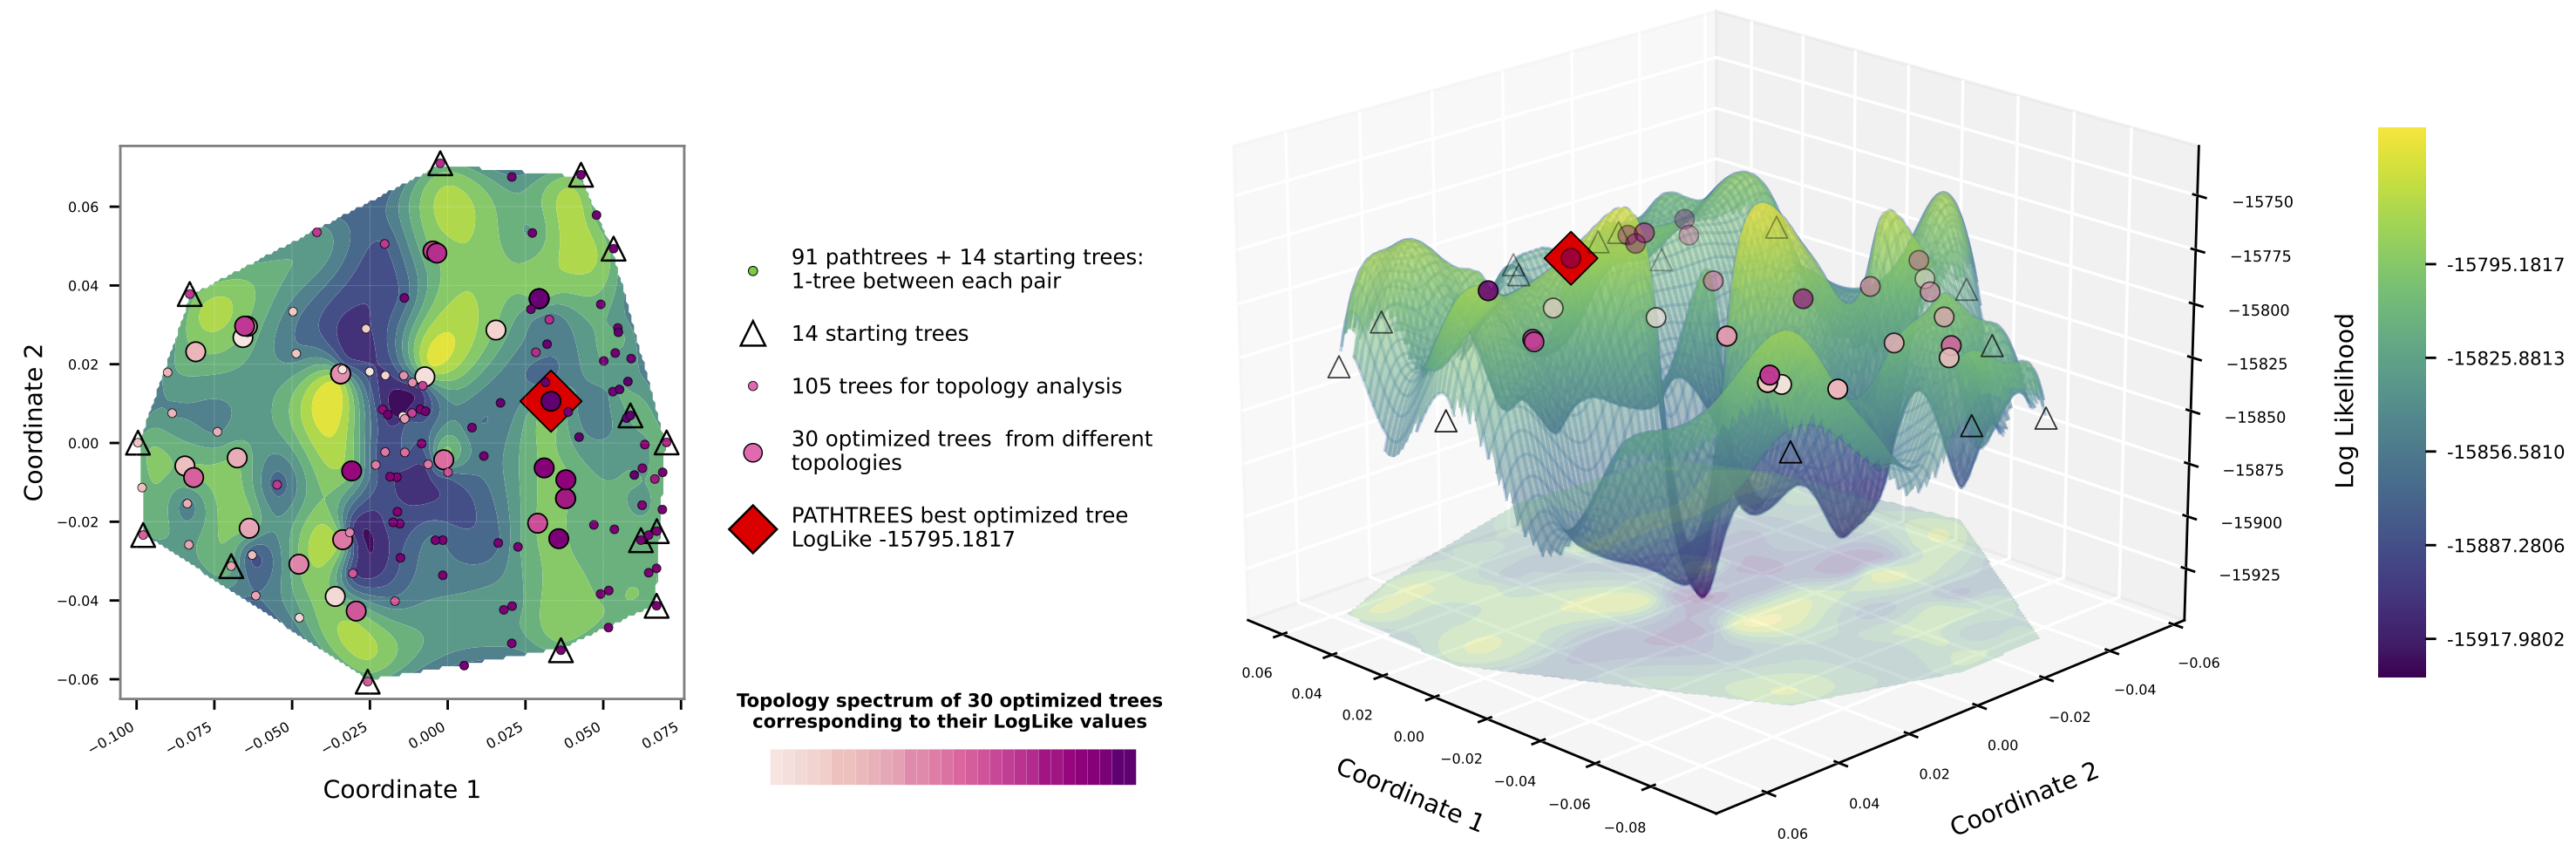 0.06
0.04
0.02
0.00
−0.02
−0.04
−0.06
Coordinate 2
−0.100
−0.075
−0.050
−0.025
0.000
0.025
0.050
0.075
Coordinate 1
91 pathtrees + 14 starting trees:
1-tree between each pair
14 starting trees
105 trees for topology analysis
30 optimized trees  from different
topologies
PATHTREES best optimized tree
LogLike -15795.1817
Topology spectrum of 30 optimized trees
corresponding to their LogLike values
−15750
−15775
−15800
−15825
−15850
−15875
−15900
−15925
0.06
0.04
0.02
0.00
−0.02
−0.04
−0.06
−0.08
Coordinate 1
−0.06
−0.04
−0.02
0.00
0.02
0.04
0.06
Coordinate 2
Log Likelihood
-15795.1817
-15825.8813
-15856.5810
-15887.2806
-15917.9802